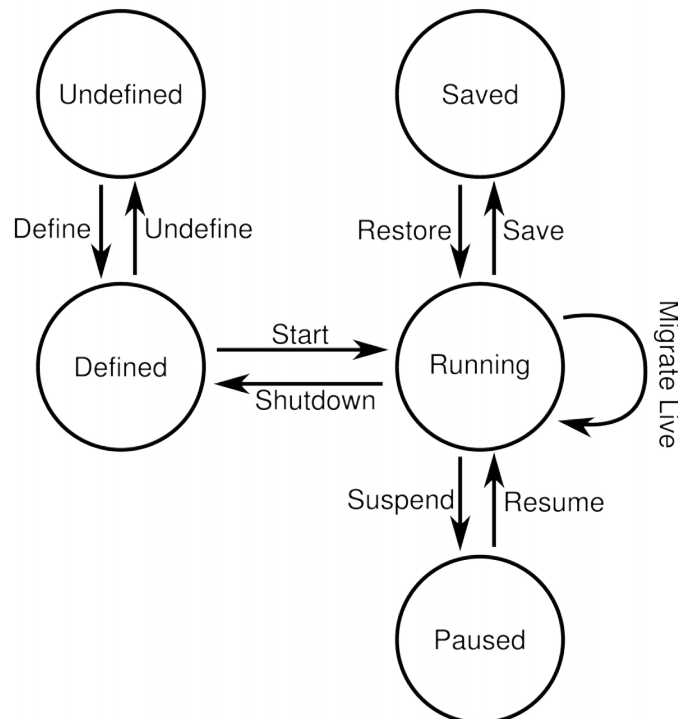 Undefined
Saved
Define
Undefine
Restore
Save
Defined
Start
Shutdown
Running
Migrate Live
Suspend
Resume
Paused